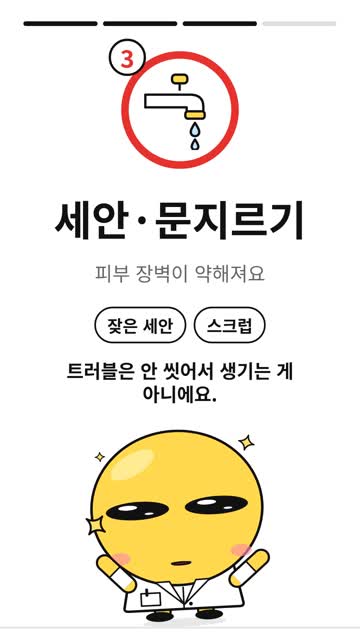 3
세안·문지르기
피부 장벽이 약해져요
잦은 세안 스크럽
트러블은 안 씻어서 생기는 게
아니에요.